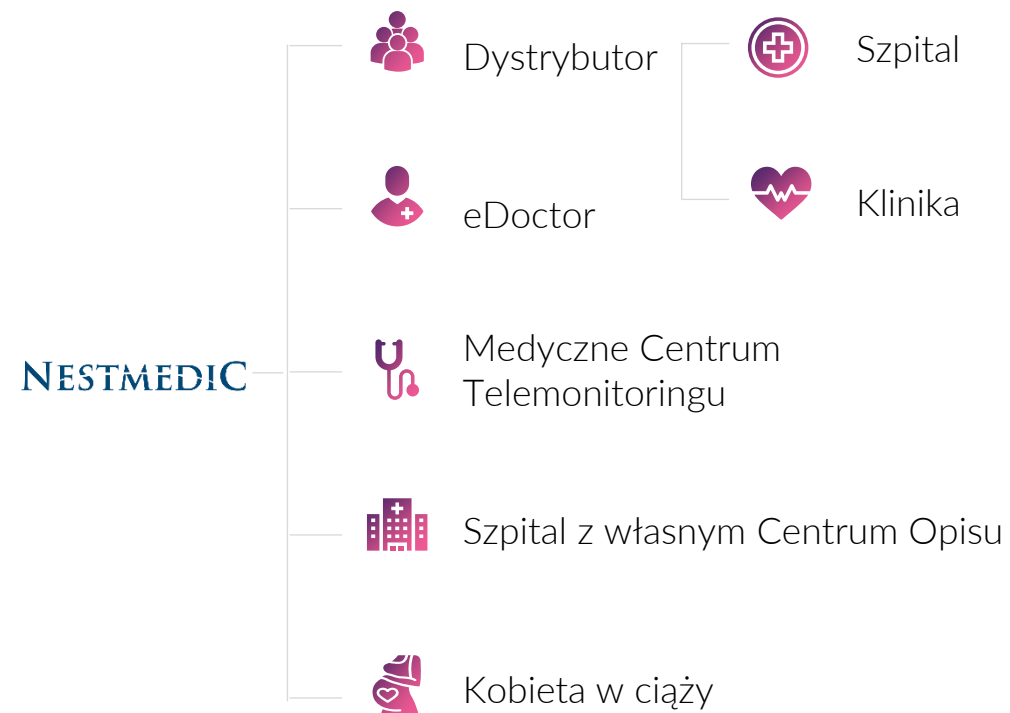 Dystrybutor
Szpital
eDoctor
Klinika
Medyczne Centrum
Telemonitoringu
NESTMEDIC
Szpital z własnym Centrum Opisu
Kobieta w ciąży